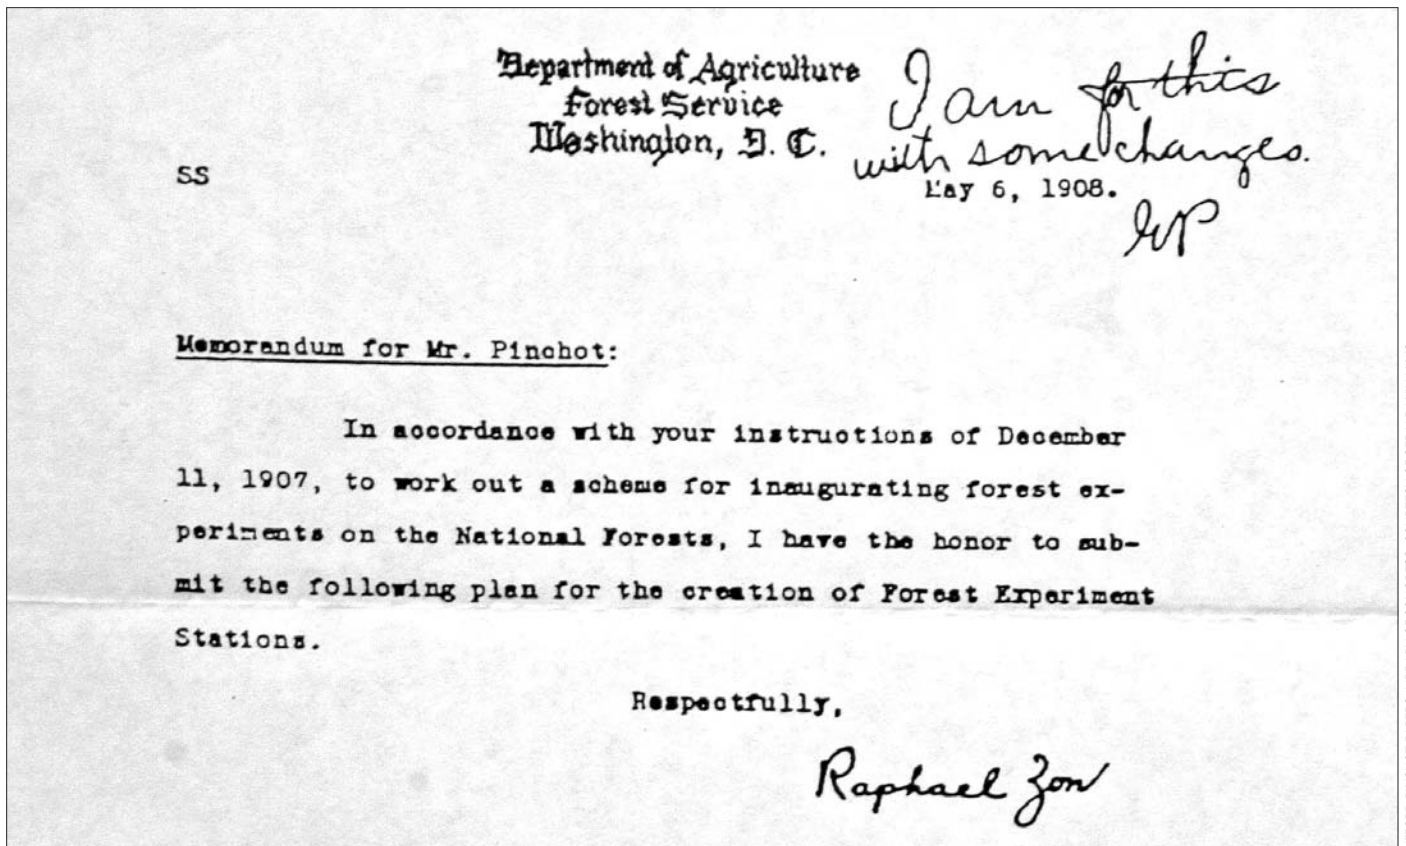 Department of Agriculture
Forest Service
Washington, D. C.
I am for this
with some changes.
GP
SS
May 6, 1908.
Memorandum for Mr. Pinchot:
In accordance with your instructions of December
11, 1907, to work out a scheme for inaugurating forest ex-
periments on the National Forests, I have the honor to sub-
mit the following plan for the creation of Forest Experiment
Stations.
Respectfully,
Raphael Zon